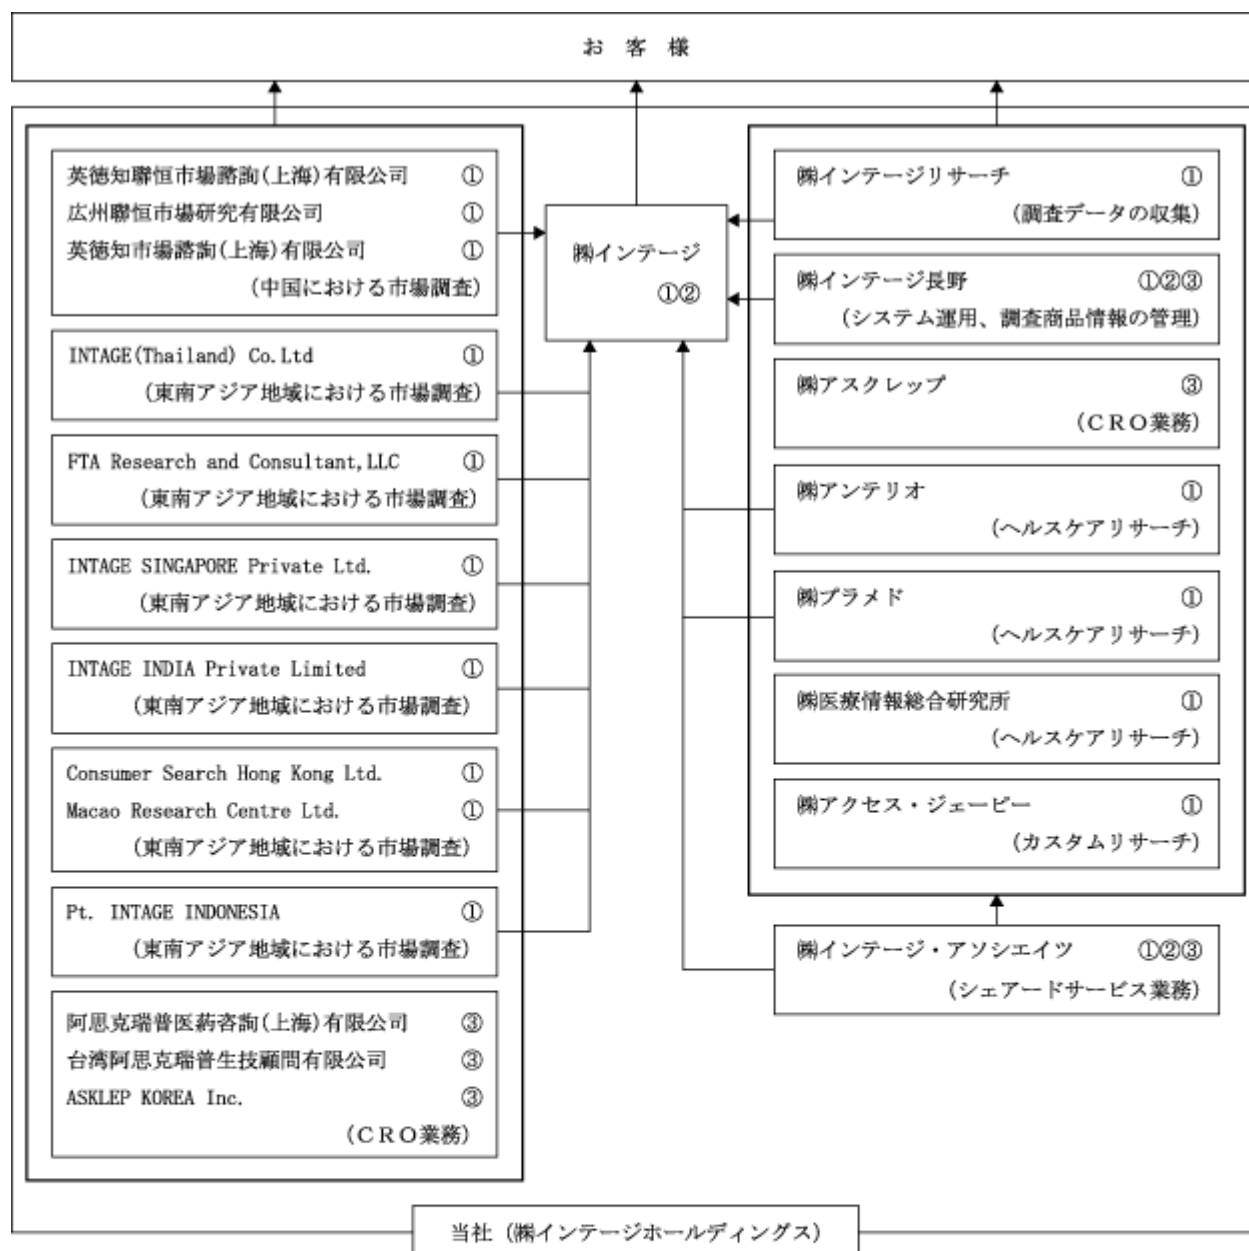 お 客 様
英徳知聯恒市場諮詢(上海)有限公司 ①
広州聯恒市場研究有限公司 ①
英徳知市場諮詢(上海)有限公司 ①
(中国における市場調査)
INTAGE(Thailand) Co.Ltd ①
(東南アジア地域における市場調査)
FTA Research and Consultant,LLC ①
(東南アジア地域における市場調査)
INTAGE SINGAPORE Private Ltd. ①
(東南アジア地域における市場調査)
INTAGE INDIA Private Limited ①
(東南アジア地域における市場調査)
Consumer Search Hong Kong Ltd. ①
Macao Research Centre Ltd. ①
(東南アジア地域における市場調査)
Pt. INTAGE INDONESIA ①
(東南アジア地域における市場調査)
阿思克瑞普医葯咨詢(上海)有限公司 ③
台湾阿思克瑞普生技顧問有限公司 ③
ASKLEP KOREA Inc. ③
(CRO業務)
㈱インテージ
①②
㈱インテージリサーチ ①
(調査データの収集)
㈱インテージ長野 ①②③
(システム運用、調査商品情報の管理)
㈱アスクレップ ③
(CRO業務)
㈱アンテリオ ①
(ヘルスケアリサーチ)
㈱プラメド ①
(ヘルスケアリサーチ)
㈱医療情報総合研究所 ①
(ヘルスケアリサーチ)
㈱アクセス・ジェーピー ①
(カスタムリサーチ)
㈱インテージ・アソシエイツ ①②③
(シェアードサービス業務)
当社 (㈱インテージホールディングス)